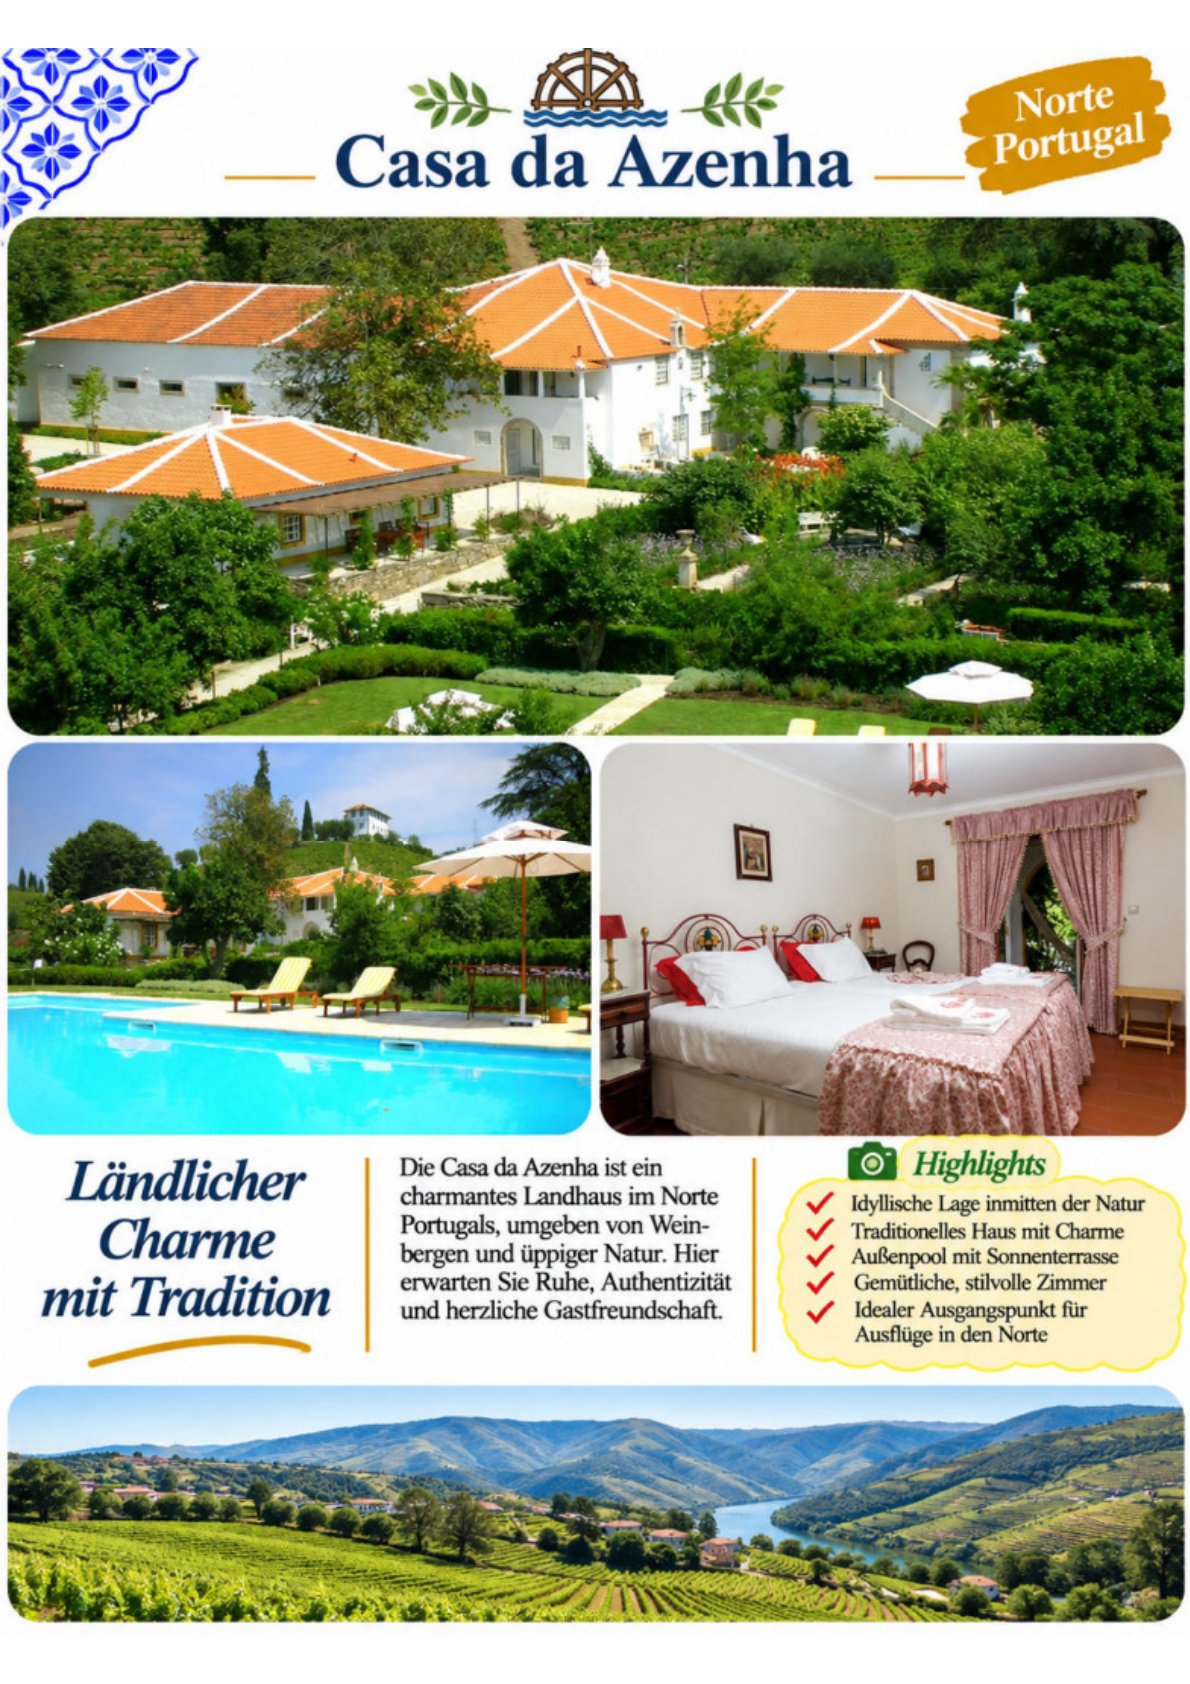 Norte
Portugal
Casa da Azenha
Ländlicher
Charme
mit Tradition
Die Casa da Azenha ist ein
charmantes Landhaus im Norte
Portugals, umgeben von Wein-
bergen und üppiger Natur. Hier
erwarten Sie Ruhe, Authentizität
und herzliche Gastfreundschaft.
Highlights
Idyllische Lage inmitten der Natur
Traditionelles Haus mit Charme
Außenpool mit Sonnenterrasse
Gemütliche, stilvolle Zimmer
Idealer Ausgangspunkt für
Ausflüge in den Norte